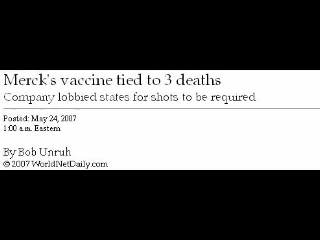 Merck's vaccine tied to 3 deaths
Company lobbied states for shots to be required
Posted: May 24, 2007
1:00 a.m. Eastern
By Bob Unruh
© 2007 WorldNetDaily.com